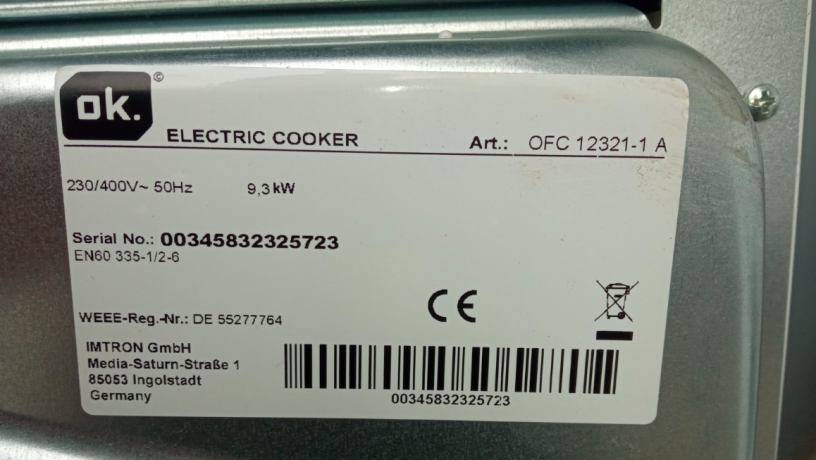 ok.©
ELECTRIC COOKER Art.: OFC 12321-1 A
230/400V~ 50Hz 9,3 kW
Serial No.: 00345832325723
EN60 335-1/2-6
WEEE-Reg.-Nr.: DE 55277764
CE
IMTRON GmbH
Media-Saturn-Straße 1
85053 Ingolstadt
Germany
00345832325723